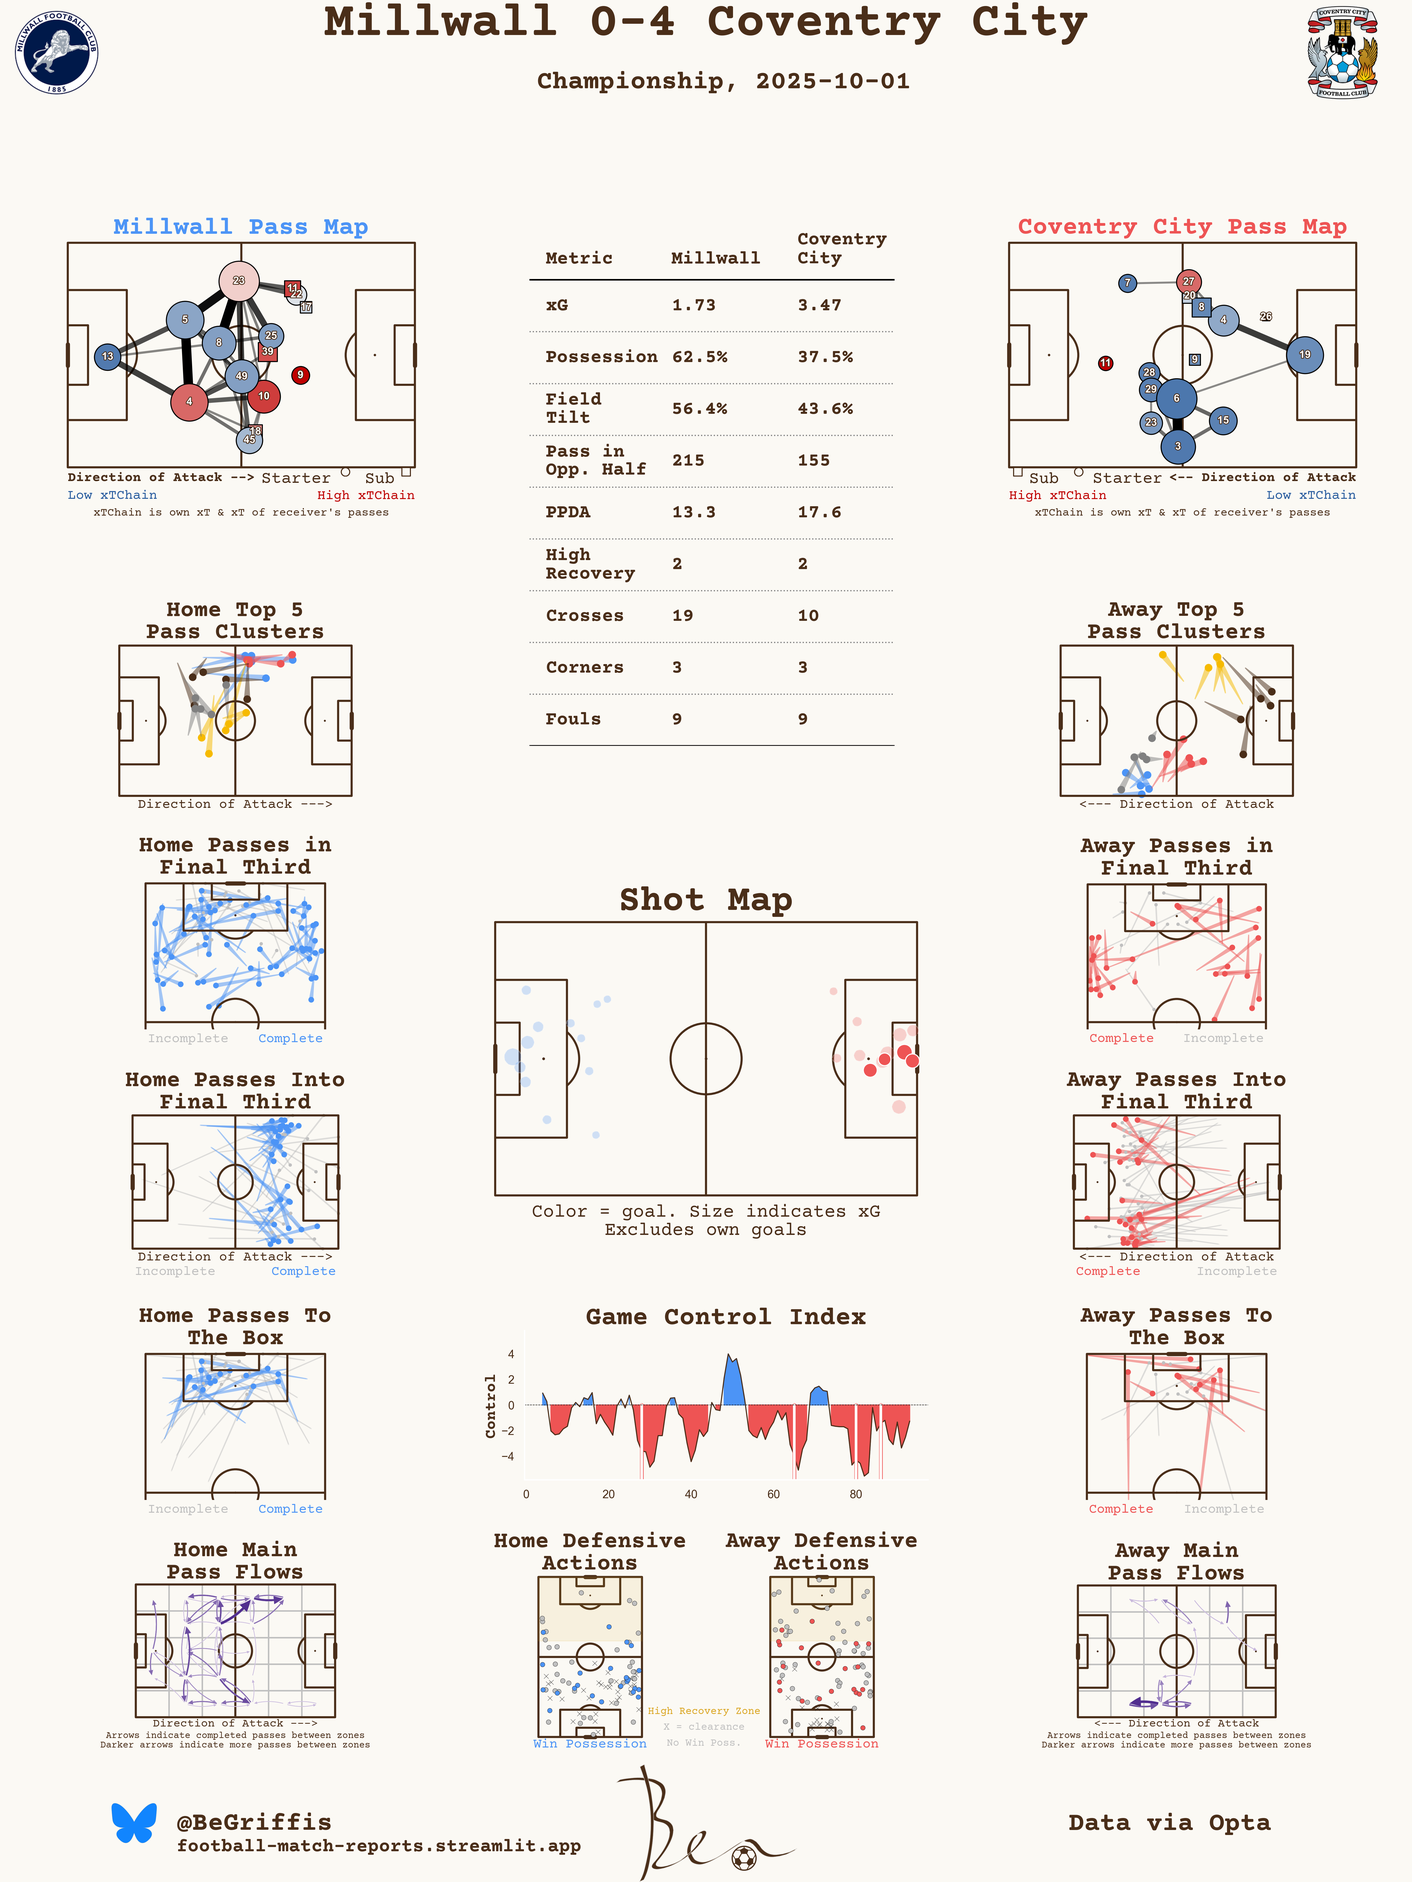 Millwall 0-4 Coventry City
Championship, 2025-10-01
MILLWALL FOOTBALL CLUB
1885
COVENTRY CITY
FOOTBALL CLUB
Millwall Pass Map
23
11
22
17
5
8
25
39
13
49
9
4
10
18
45
Direction of Attack --> Starter Sub
Low xTChain High xTChain
xTChain is own xT & xT of receiver's passes
Metric Millwall Coventry City
xG 1.73 3.47
Possession 62.5% 37.5%
Field Tilt 56.4% 43.6%
Pass in Opp. Half 215 155
PPDA 13.3 17.6
High Recovery 2 2
Crosses 19 10
Corners 3 3
Fouls 9 9
Coventry City Pass Map
7
27
20
8
4
26
19
9
11
28
29
6
23
15
3
Sub Starter <-- Direction of Attack
High xTChain Low xTChain
xTChain is own xT & xT of receiver's passes
Home Top 5
Pass Clusters
Direction of Attack --->
Away Top 5
Pass Clusters
<--- Direction of Attack
Home Passes in
Final Third
Incomplete Complete
Away Passes in
Final Third
Complete Incomplete
Shot Map
Color = goal. Size indicates xG
Excludes own goals
Home Passes Into
Final Third
Direction of Attack --->
Incomplete Complete
Away Passes Into
Final Third
<--- Direction of Attack
Complete Incomplete
Home Passes To
The Box
Incomplete Complete
Game Control Index
Control
4
2
0
−2
−4
0 20 40 60 80
Away Passes To
The Box
Complete Incomplete
Home Main
Pass Flows
Direction of Attack --->
Arrows indicate completed passes between zones
Darker arrows indicate more passes between zones
Home Defensive
Actions
Win Possession
High Recovery Zone
X = clearance
No Win Poss.
Away Defensive
Actions
Win Possession
Away Main
Pass Flows
<--- Direction of Attack
Arrows indicate completed passes between zones
Darker arrows indicate more passes between zones
@BeGriffis
football-match-reports.streamlit.app
Ben
Data via Opta